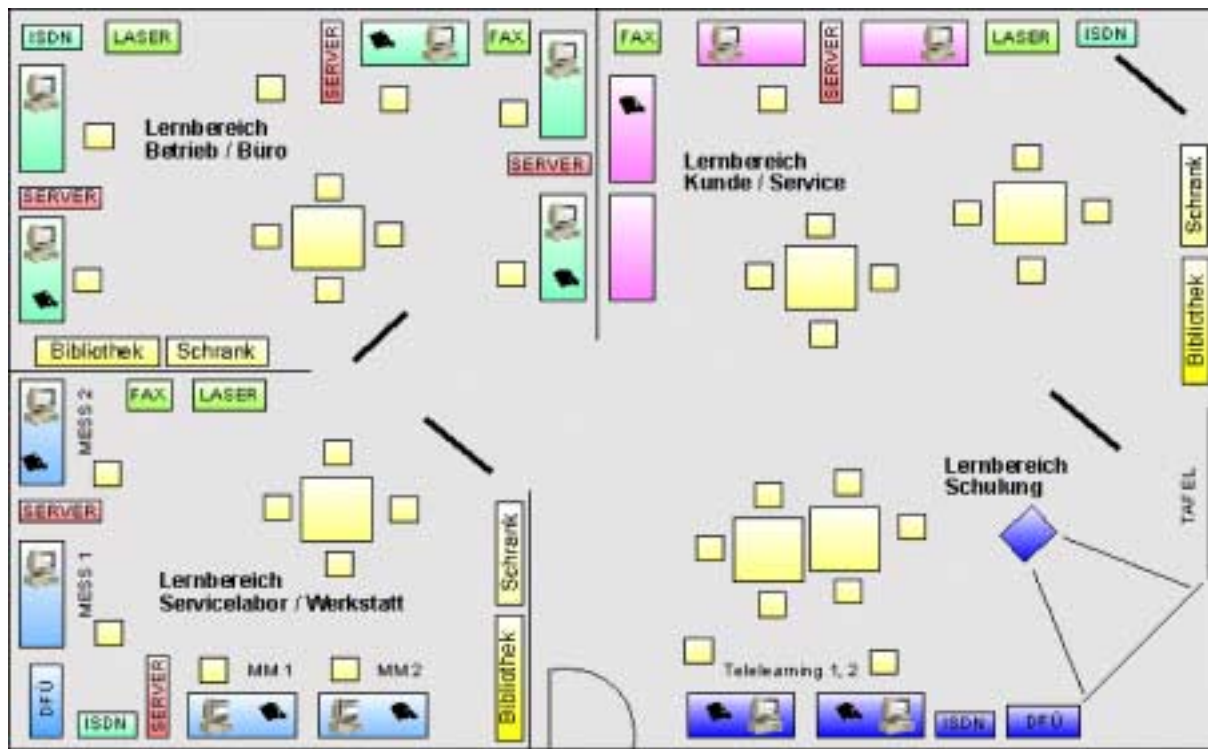 ISDN
LASER
SERVER
FAX
Lernbereich
Betrieb / Büro
SERVER
SERVER
Bibliothek
Schrank
FAX
SERVER
LASER
ISDN
Lernbereich
Kunde / Service
Schrank
Bibliothek
MESS 2
FAX
LASER
SERVER
MESS 1
Lernbereich
Servicelabor / Werkstatt
Schrank
Bibliothek
DFÜ
ISDN
SERVER
MM 1
MM 2
Lernbereich
Schulung
TAFEL
Telelearning 1, 2
ISDN
DFÜ